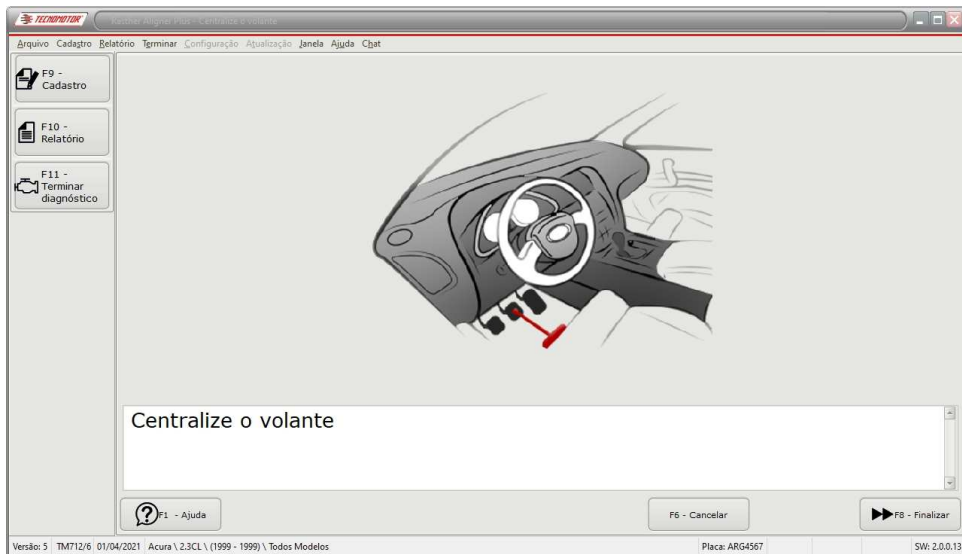 TECNOMOTOR
Rasther Aligner Plus - Centralize o volante
Arquivo Cadastro Relatório Terminar Configuração Atualização Janela Ajuda Chat
F9 -
Cadastro
F10 -
Relatório
F11 -
Terminar
diagnóstico
Centralize o volante
F1 - Ajuda
F6 - Cancelar
F8 - Finalizar
Versão: 5 TM712/6 01/04/2021 Acura \ 2.3CL \ (1999 - 1999) \ Todos Modelos Placa: ARG4567 SW: 2.0.0.13